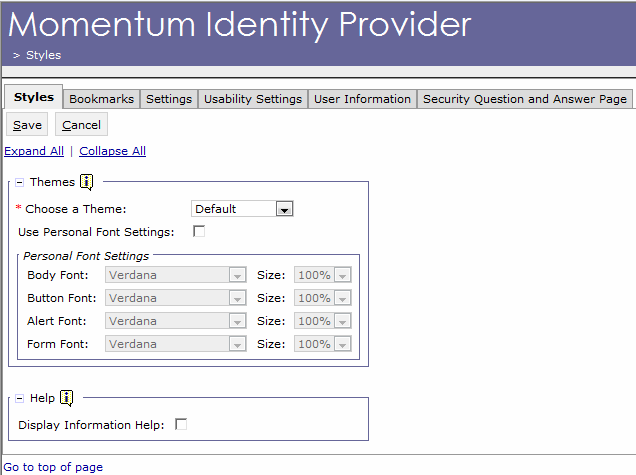 Momentum Identity Provider
> Styles
Styles Bookmarks Settings Usability Settings User Information Security Question and Answer Page
Save Cancel
Expand All | Collapse All
Themes
* Choose a Theme: Default
Use Personal Font Settings:
Personal Font Settings
Body Font: Verdana Size: 100%
Button Font: Verdana Size: 100%
Alert Font: Verdana Size: 100%
Form Font: Verdana Size: 100%
Help
Display Information Help:
Go to top of page